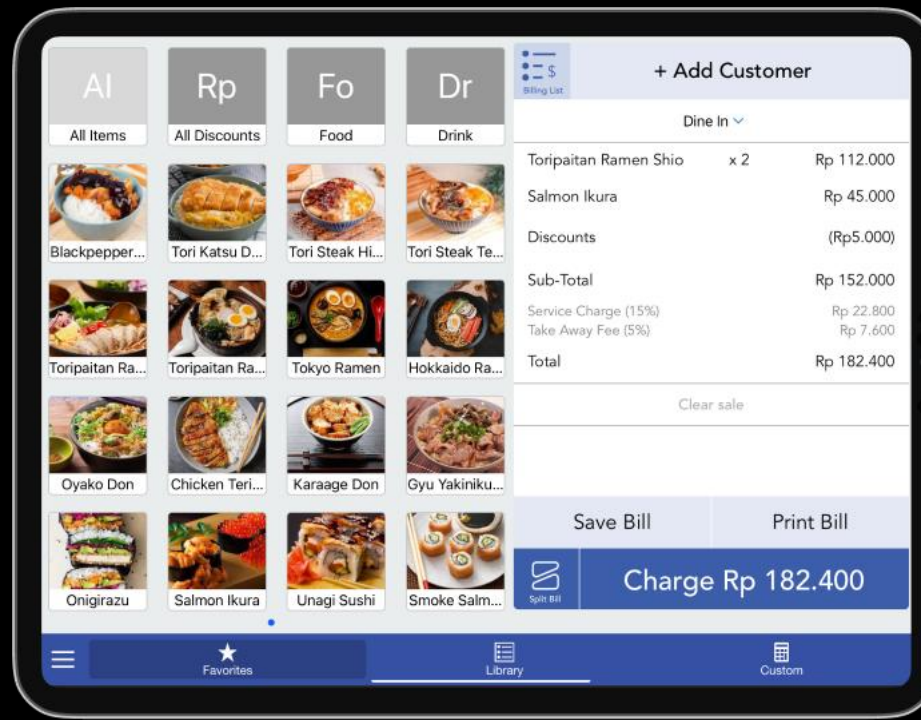 Al
All Items
Rp
All Discounts
Fo
Food
Dr
Drink
Blackpepper...
Tori Katsu D...
Tori Steak Hi...
Tori Steak Te...
Toripaitan Ra...
Toripaitan Ra...
Tokyo Ramen
Hokkaido Ra...
Oyako Don
Chicken Teri...
Karaage Don
Gyu Yakiniku...
Onigirazu
Salmon Ikura
Unagi Sushi
Smoke Salm...
$
Billing List
+ Add Customer
Dine In
Toripaitan Ramen Shio x 2 Rp 112.000
Salmon Ikura Rp 45.000
Discounts (Rp5.000)
Sub-Total Rp 152.000
Service Charge (15%) Rp 22.800
Take Away Fee (5%) Rp 7.600
Total Rp 182.400
Clear sale
Save Bill
Print Bill
Split Bill
Charge Rp 182.400
Favorites
Library
Custom